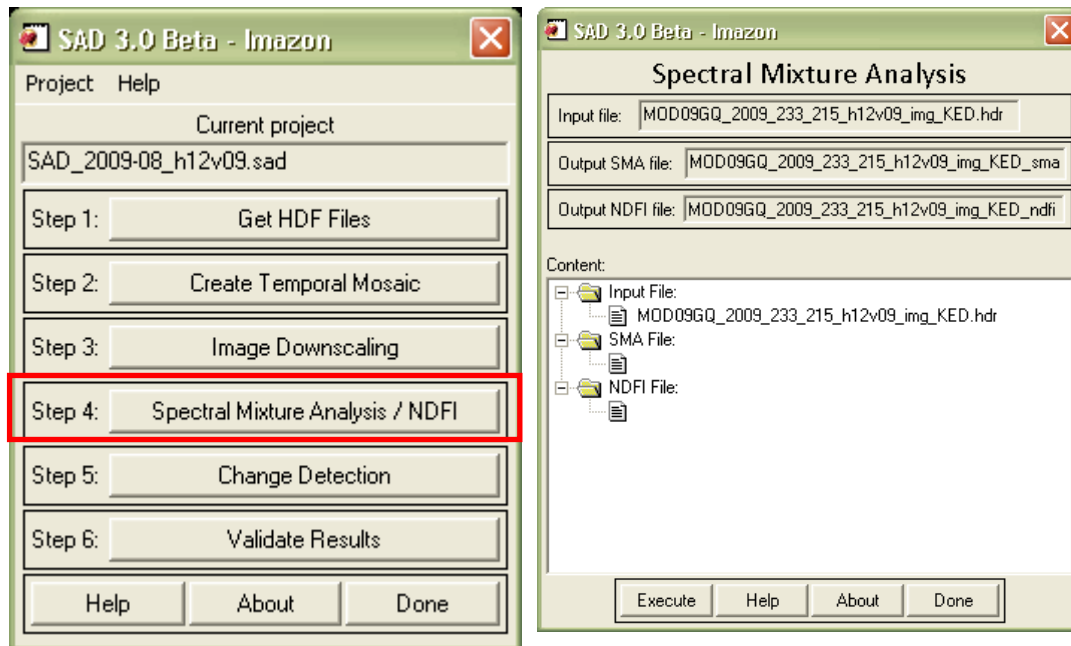 SAD 3.0 Beta - Imazon
Project Help
Current project
SAD_2009-08_h12v09.sad
Step 1: Get HDF Files
Step 2: Create Temporal Mosaic
Step 3: Image Downscaling
Step 4: Spectral Mixture Analysis / NDFI
Step 5: Change Detection
Step 6: Validate Results
Help About Done
SAD 3.0 Beta - Imazon
Spectral Mixture Analysis
Input file: MOD09GQ_2009_233_215_h12v09_img_KED.hdr
Output SMA file: MOD09GQ_2009_233_215_h12v09_img_KED_sma
Output NDFI file: MOD09GQ_2009_233_215_h12v09_img_KED_ndfi
Content:
Input File:
MOD09GQ_2009_233_215_h12v09_img_KED.hdr
SMA File:
NDFI File:
Execute Help About Done